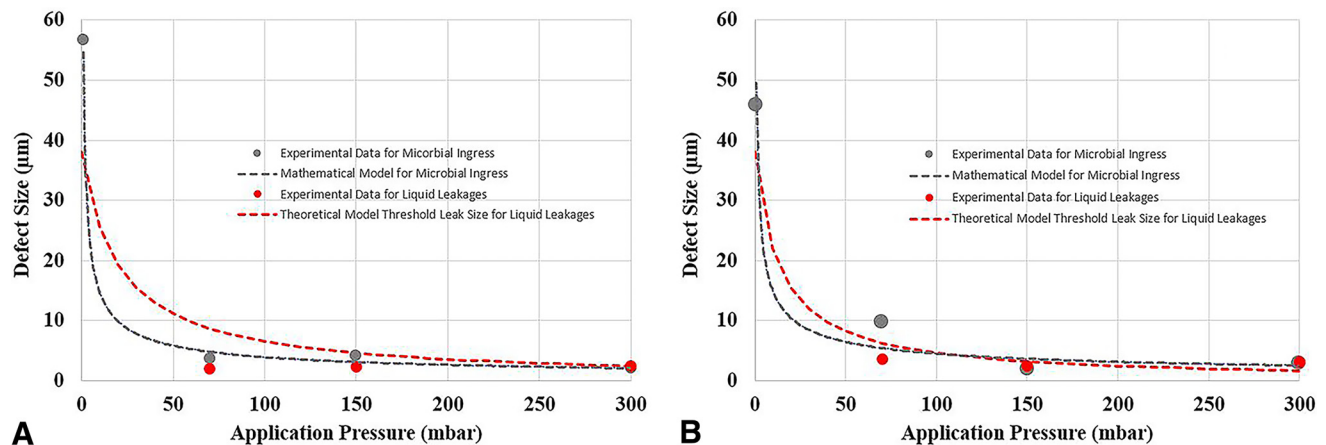 60
50
40
30
20
10
0
Defect Size (µm)
Experimental Data for Micorbial Ingress
Mathematical Model for Microbial Ingress
Experimental Data for Liquid Leakages
Theoretical Model Threshold Leak Size for Liquid Leakages
0 50 100 150 200 250 300
Application Pressure (mbar)
A
60
50
40
30
20
10
0
Defect Size (µm)
Experimental Data for Microbial Ingress
Mathematical Model for Microbial Ingress
Experimental Data for Liquid Leakages
Theoretical Model Threshold Leak Size for Liquid Leakages
0 50 100 150 200 250 300
Application Pressure (mbar)
B